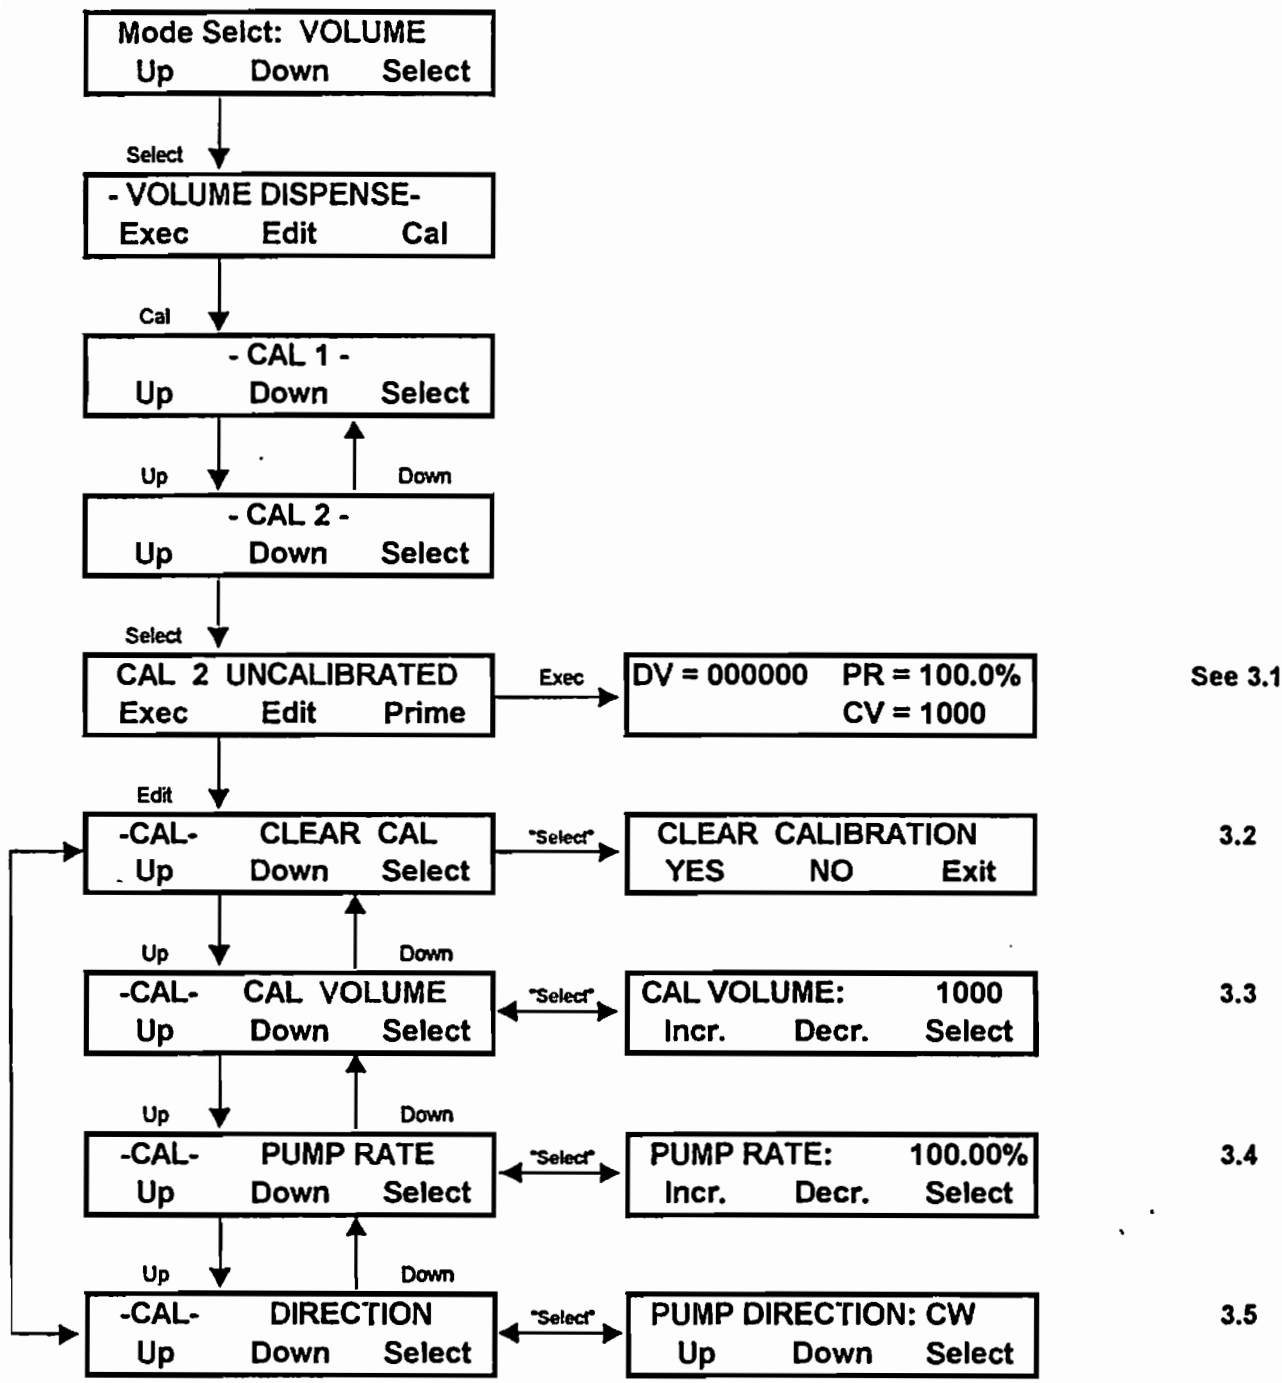 Mode Selct: VOLUME
Up Down Select
Select
- VOLUME DISPENSE-
Exec Edit Cal
Cal
- CAL 1 -
Up Down Select
Up Down
- CAL 2 -
Up Down Select
Select
CAL 2 UNCALIBRATED
Exec Edit Prime
Exec
DV = 000000 PR = 100.0%
CV = 1000
See 3.1
Edit
-CAL- CLEAR CAL
Up Down Select
"Select"
CLEAR CALIBRATION
YES NO Exit
3.2
Up Down
-CAL- CAL VOLUME
Up Down Select
"Select"
CAL VOLUME: 1000
Incr. Decr. Select
3.3
Up Down
-CAL- PUMP RATE
Up Down Select
"Select"
PUMP RATE: 100.00%
Incr. Decr. Select
3.4
Up Down
-CAL- DIRECTION
Up Down Select
"Select"
PUMP DIRECTION: CW
Up Down Select
3.5